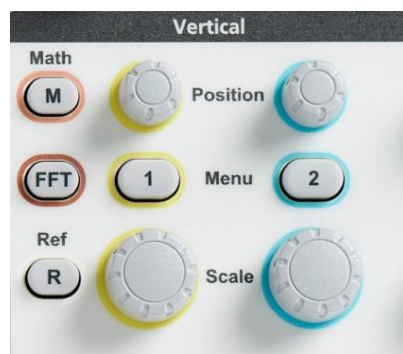 Vertical
Math
M
Position
FFT
1
Menu
2
Ref
R
Scale